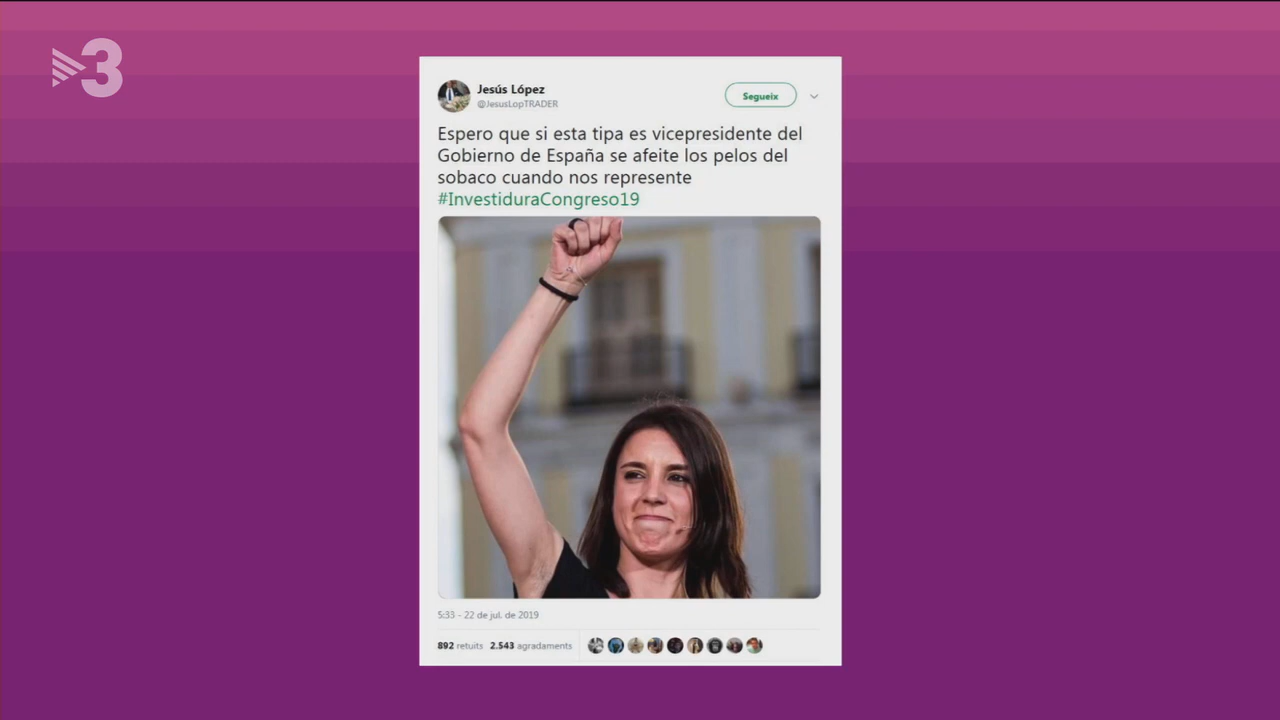 3
Jesús López
Segueix
@JesusLopTRADER
Espero que si esta tipa es vicepresidente del
Gobierno de España se afeite los pelos del
sobaco cuando nos represente
#InvestiduraCongreso19
5:33 - 22 de jul. de 2019
892 retuits 2.543 agradaments